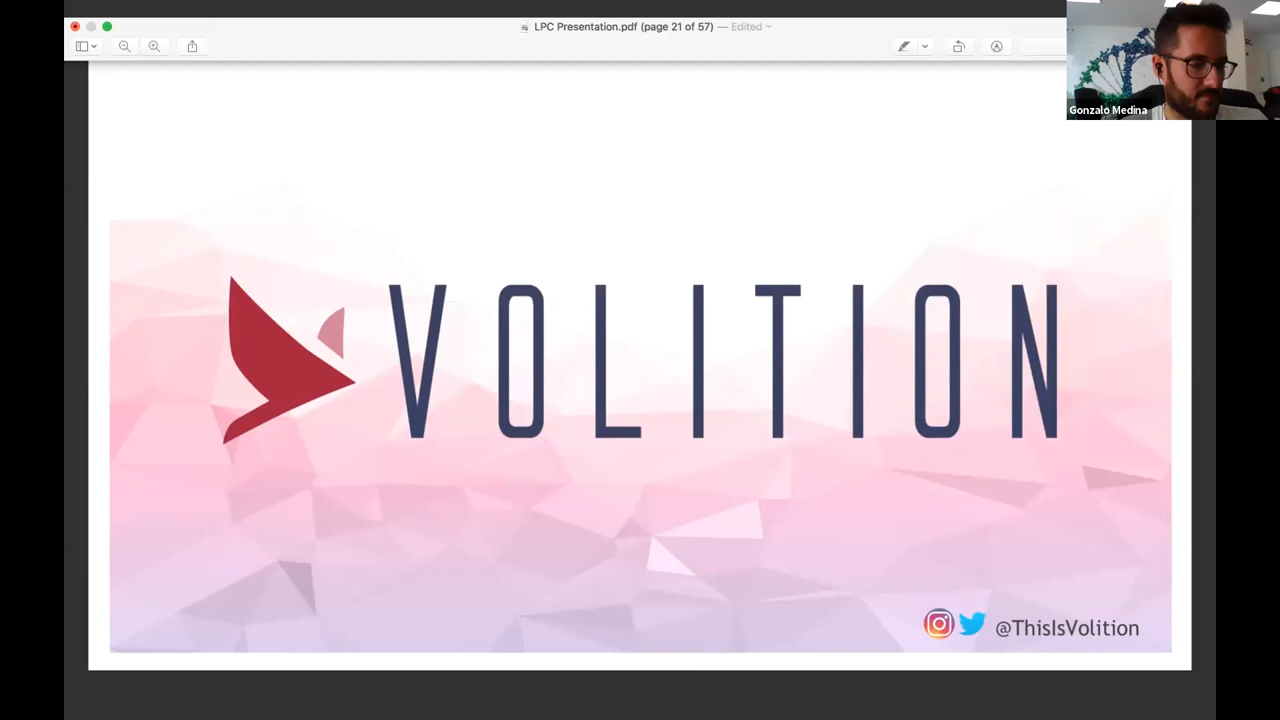 LPC Presentation.pdf (page 21 of 57) — Edited
Gonzalo Medina
VOLITION
@ThisIsVolition